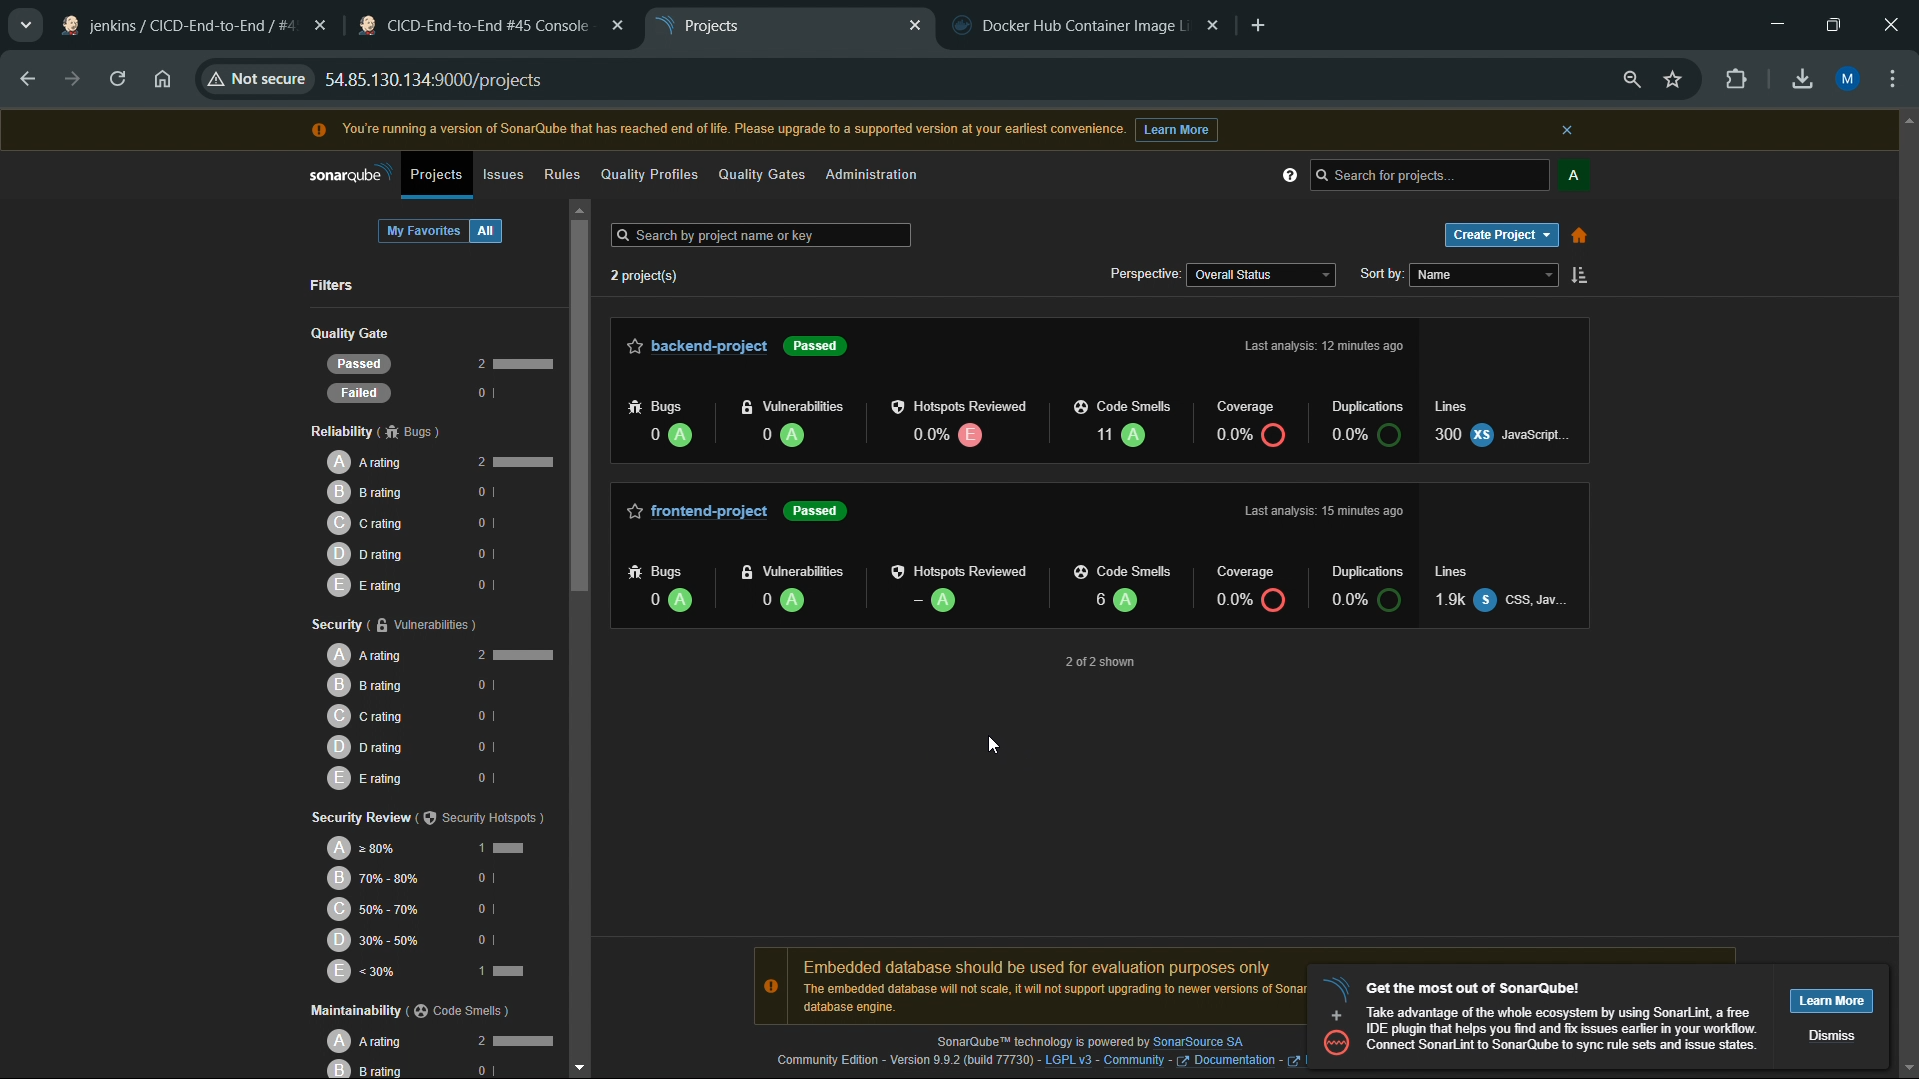 jenkins / CICD-End-to-End / #4
CICD-End-to-End #45 Console
Projects
Docker Hub Container Image Li
Not secure
54.85.130.134:9000/projects
M
You're running a version of SonarQube that has reached end of life. Please upgrade to a supported version at your earliest convenience.
Learn More
sonarqube
Projects
Issues
Rules
Quality Profiles
Quality Gates
Administration
Search for projects...
A
My Favorites
All
Search by project name or key
Create Project
2 project(s)
Perspective:
Overall Status
Sort by:
Name
Filters
Quality Gate
Passed 2
Failed 0
Reliability ( Bugs )
A A rating 2
B B rating 0
C C rating 0
D D rating 0
E E rating 0
Security ( Vulnerabilities )
A A rating 2
B B rating 0
C C rating 0
D D rating 0
E E rating 0
Security Review ( Security Hotspots )
A ≥ 80% 1
B 70% - 80% 0
C 50% - 70% 0
D 30% - 50% 0
E < 30% 1
Maintainability ( Code Smells )
A A rating 2
B B rating 0
backend-project Passed
Last analysis: 12 minutes ago
Bugs Vulnerabilities Hotspots Reviewed Code Smells Coverage Duplications Lines
0 A 0 A 0.0% E 11 A 0.0% 0.0% 300 XS JavaScript...
frontend-project Passed
Last analysis: 15 minutes ago
Bugs Vulnerabilities Hotspots Reviewed Code Smells Coverage Duplications Lines
0 A 0 A – A 6 A 0.0% 0.0% 1.9k S CSS, Jav...
2 of 2 shown
Embedded database should be used for evaluation purposes only
The embedded database will not scale, it will not support upgrading to newer versions of Sonar
database engine.
SonarQube™ technology is powered by SonarSource SA
Community Edition - Version 9.9.2 (build 77730) - LGPL v3 - Community - Documentation -
Get the most out of SonarQube!
Take advantage of the whole ecosystem by using SonarLint, a free
IDE plugin that helps you find and fix issues earlier in your workflow.
Connect SonarLint to SonarQube to sync rule sets and issue states.
Learn More
Dismiss